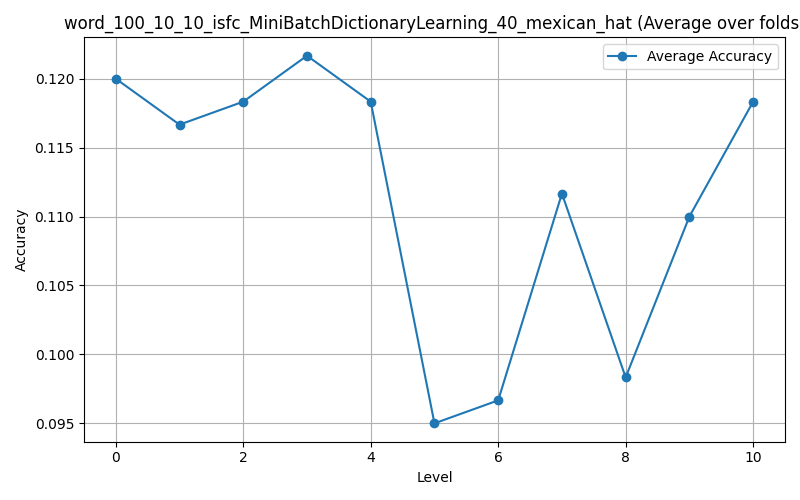 word_100_10_10_isfc_MiniBatchDictionaryLearning_40_mexican_hat (Average over folds
Average Accuracy
0.120
0.115
0.110
0.105
0.100
0.095
Accuracy
0 2 4 6 8 10
Level